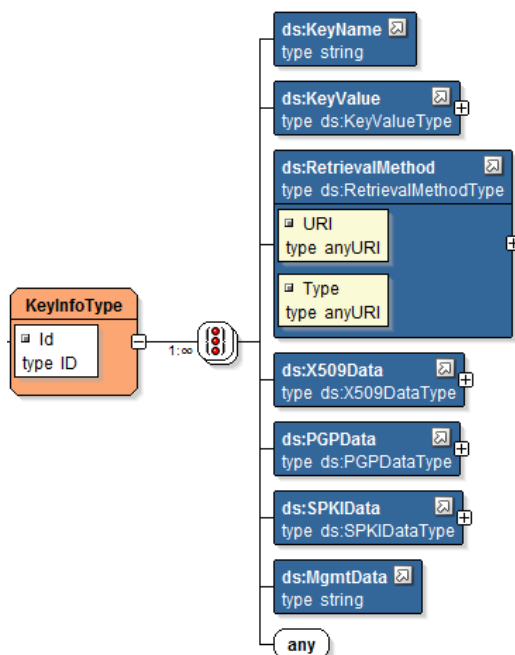 ds:KeyName
type string
ds:KeyValue
type ds:KeyValueType
ds:RetrievalMethod
type ds:RetrievalMethodType
URI
type anyURI
Type
type anyURI
KeyInfoType
Id
type ID
1:∞
ds:X509Data
type ds:X509DataType
ds:PGPData
type ds:PGPDataType
ds:SPKIData
type ds:SPKIDataType
ds:MgmtData
type string
any